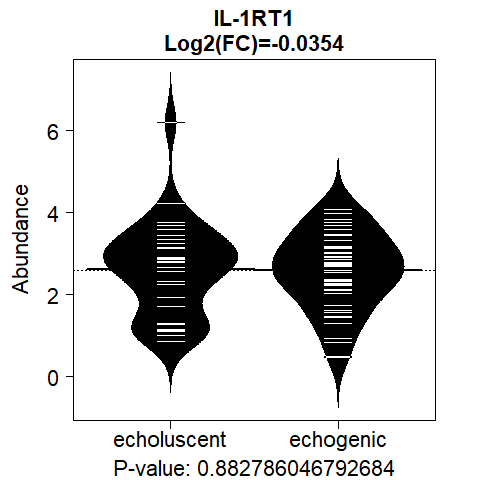 IL-1RT1
Log2(FC)=-0.0354
Abundance
6
4
2
0
echoluscent echogenic
P-value: 0.882786046792684